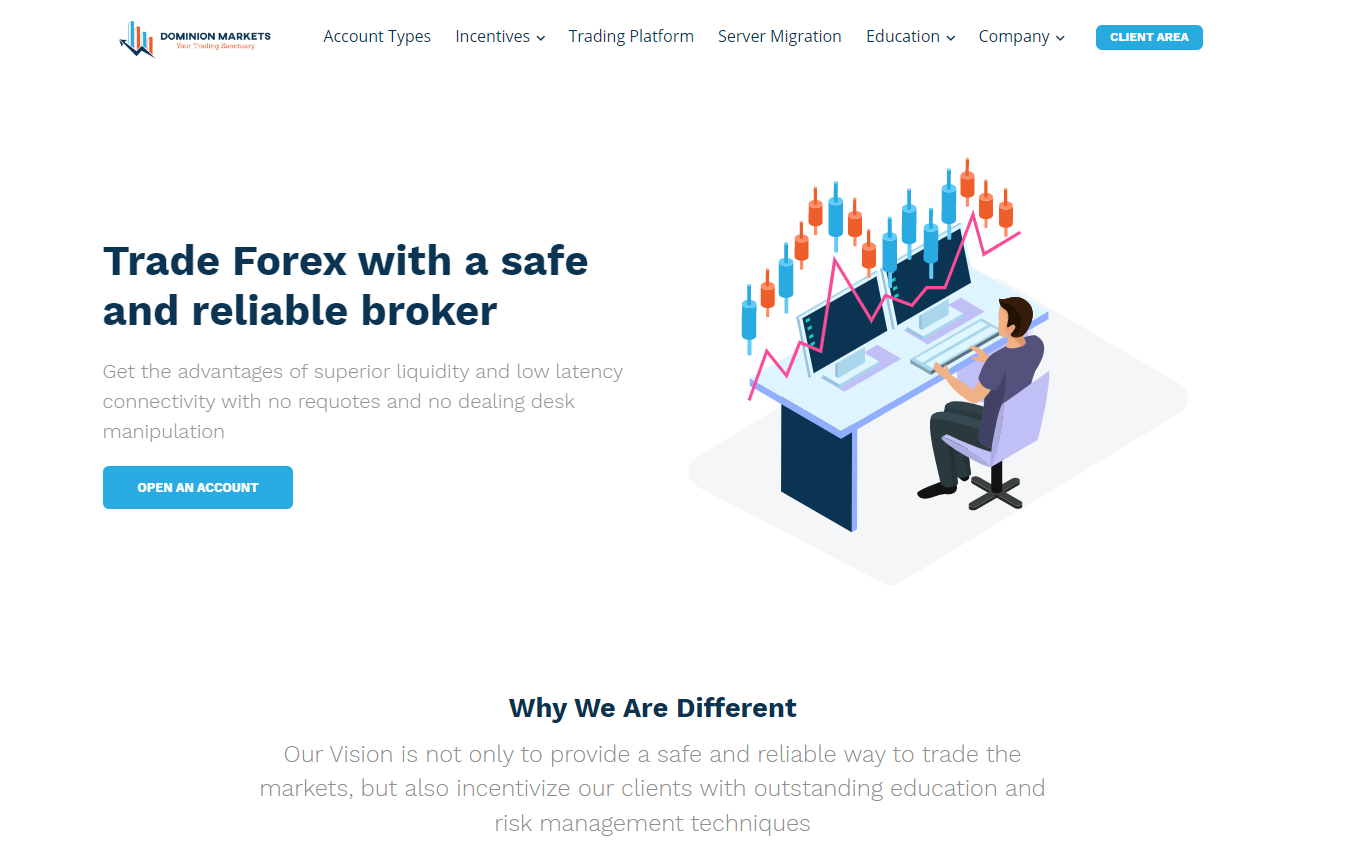 DOMINION MARKETS
Your Trading Sanctuary
Account Types
Incentives
Trading Platform
Server Migration
Education
Company
CLIENT AREA
Trade Forex with a safe
and reliable broker
Get the advantages of superior liquidity and low latency
connectivity with no requotes and no dealing desk
manipulation
OPEN AN ACCOUNT
Why We Are Different
Our Vision is not only to provide a safe and reliable way to trade the
markets, but also incentivize our clients with outstanding education and
risk management techniques